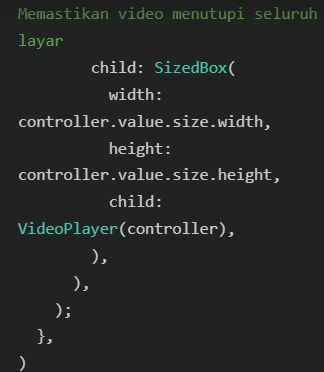 Memastikan video menutupi seluruh
layar
child: SizedBox(
width:
controller.value.size.width,
height:
controller.value.size.height,
child:
VideoPlayer(controller),
),
),
);
},
)